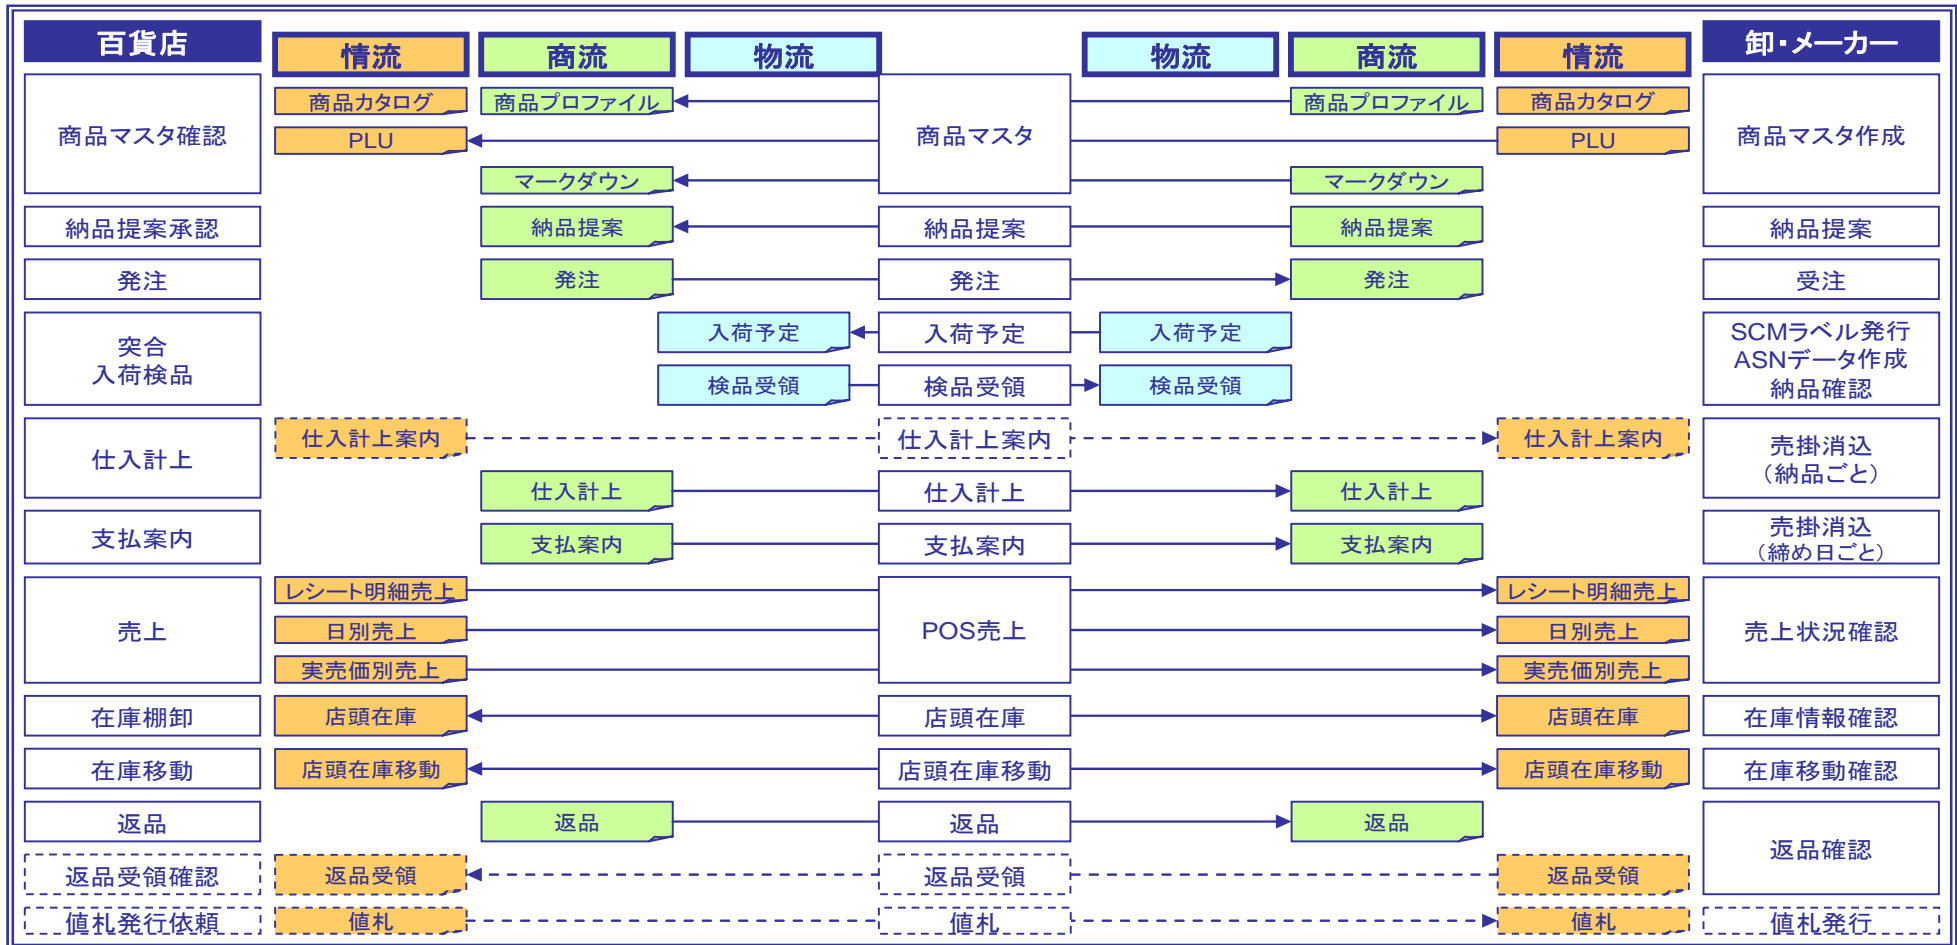 百貨店
情流
商流
物流
物流
商流
情流
卸・メーカー
商品マスタ確認
商品カタログ
商品プロファイル
商品マスタ
商品プロファイル
商品カタログ
商品マスタ作成
PLU
PLU
マークダウン
マークダウン
納品提案承認
納品提案
納品提案
納品提案
納品提案
発注
発注
発注
発注
受注
突合
入荷検品
入荷予定
入荷予定
入荷予定
SCMラベル発行
ASNデータ作成
納品確認
検品受領
検品受領
検品受領
仕入計上
仕入計上案内
仕入計上案内
仕入計上案内
売掛消込
（納品ごと）
仕入計上
仕入計上
仕入計上
支払案内
支払案内
支払案内
支払案内
売掛消込
（締め日ごと）
売上
レシート明細売上
POS売上
レシート明細売上
売上状況確認
日別売上
日別売上
実売価別売上
実売価別売上
在庫棚卸
店頭在庫
店頭在庫
店頭在庫
在庫情報確認
在庫移動
店頭在庫移動
店頭在庫移動
店頭在庫移動
在庫移動確認
返品
返品
返品
返品
返品確認
返品受領確認
返品受領
返品受領
返品受領
値札発行依頼
値札
値札
値札
値札発行